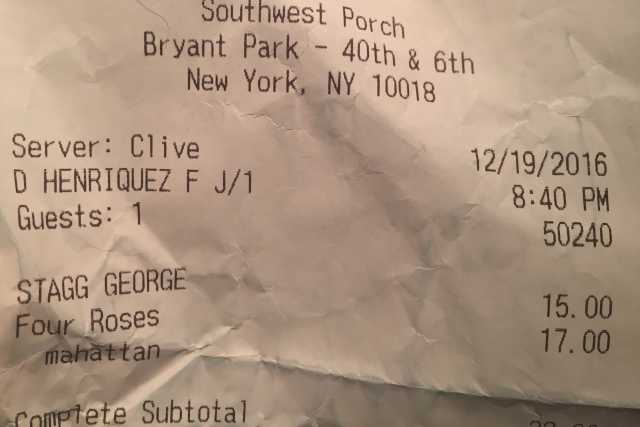 Southwest Porch
Bryant Park - 40th & 6th
New York, NY 10018
Server: Clive 12/19/2016
D HENRIQUEZ F J/1 8:40 PM
Guests: 1 50240
STAGG GEORGE 15.00
Four Roses 17.00
mahattan
Complete Subtotal